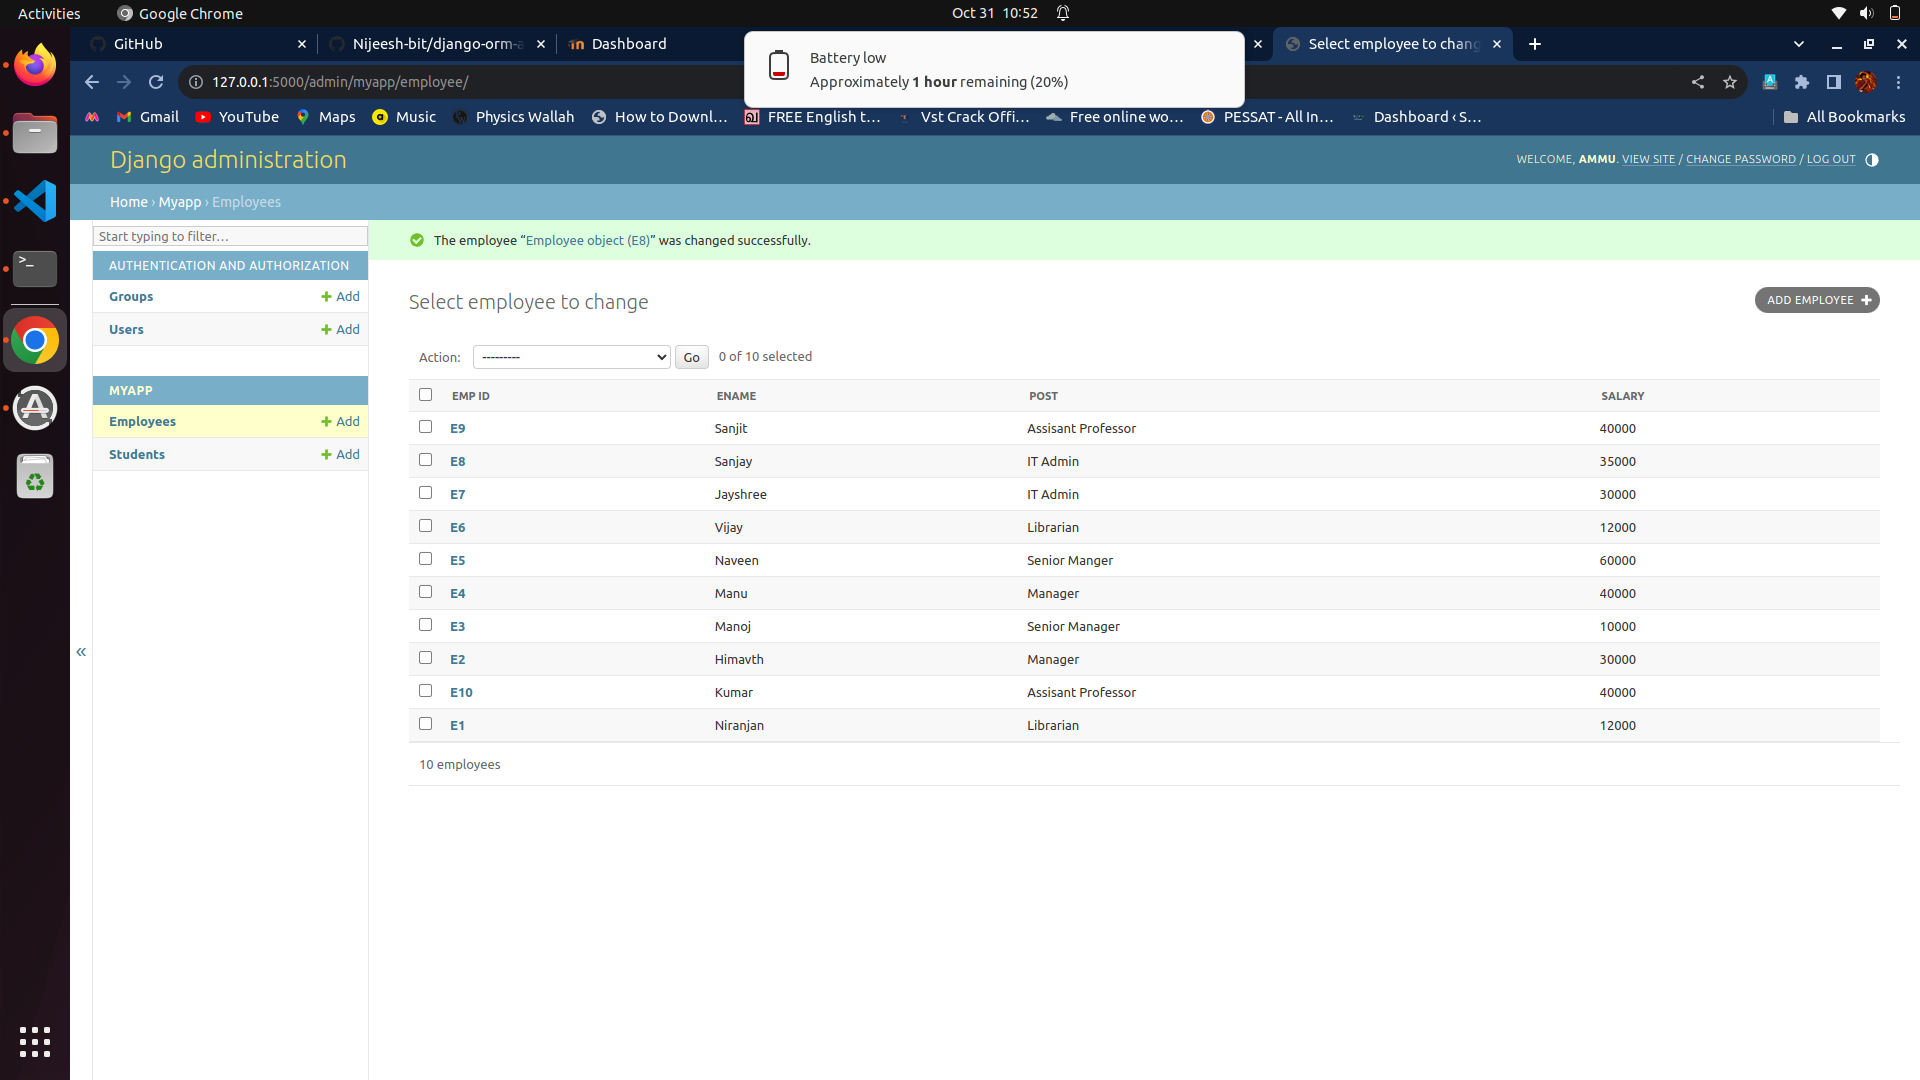 Activities Google Chrome Oct 31 10:52
GitHub Nijeesh-bit/django-orm-a Dashboard Select employee to chang
Battery low
Approximately 1 hour remaining (20%)
127.0.0.1:5000/admin/myapp/employee/
Gmail YouTube Maps Music Physics Wallah How to Downl... FREE English t... Vst Crack Offi... Free online wo... PESSAT - All In... Dashboard ‹ S... All Bookmarks
Django administration
WELCOME, AMMU. VIEW SITE / CHANGE PASSWORD / LOG OUT
Home › Myapp › Employees
Start typing to filter...
The employee “Employee object (E8)” was changed successfully.
AUTHENTICATION AND AUTHORIZATION
Groups + Add
Users + Add
MYAPP
Employees + Add
Students + Add
«
Select employee to change
ADD EMPLOYEE +
Action: --------- Go 0 of 10 selected
EMP ID ENAME POST SALARY
E9 Sanjit Assisant Professor 40000
E8 Sanjay IT Admin 35000
E7 Jayshree IT Admin 30000
E6 Vijay Librarian 12000
E5 Naveen Senior Manger 60000
E4 Manu Manager 40000
E3 Manoj Senior Manager 10000
E2 Himavth Manager 30000
E10 Kumar Assisant Professor 40000
E1 Niranjan Librarian 12000
10 employees